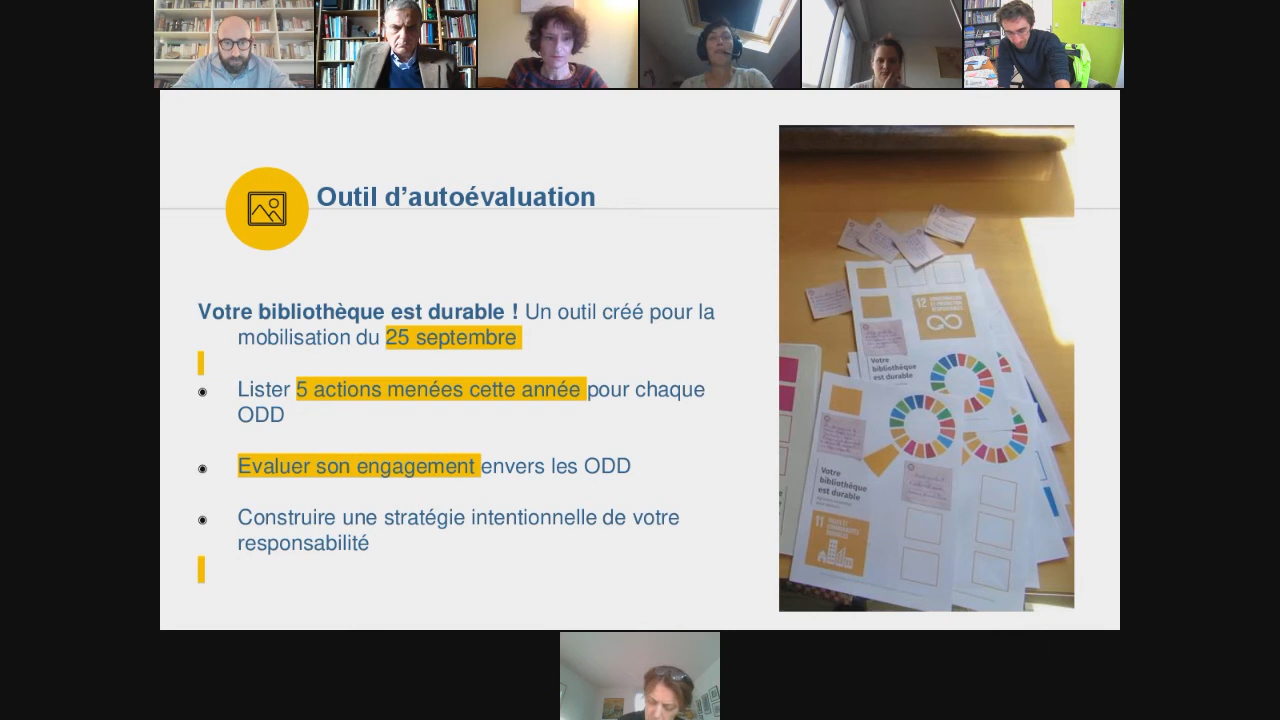 Outil d’autoévaluation
Votre bibliothèque est durable ! Un outil créé pour la
mobilisation du 25 septembre
Lister 5 actions menées cette année pour chaque
ODD
Evaluer son engagement envers les ODD
Construire une stratégie intentionnelle de votre
responsabilité
12
Votre
bibliothèque
est durable
Votre
bibliothèque
est durable
11